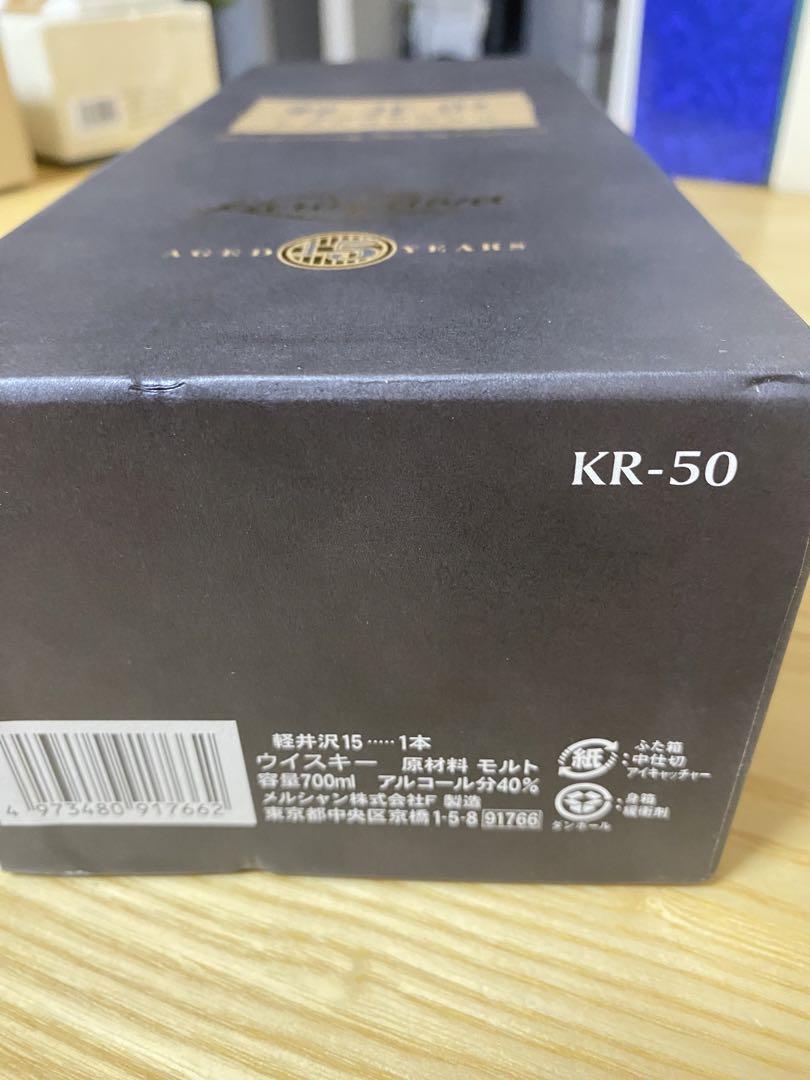 AGED 15 YEARS
KR-50
軽井沢15……1本
ウイスキー 原材料 モルト
容量700ml アルコール分40%
メルシャン株式会社F 製造
東京都中央区京橋1-5-8 91766
紙 : ふた箱
中仕切
アイキャッチャー
ダンボール : 身箱
緩衝剤
4 973480 917662